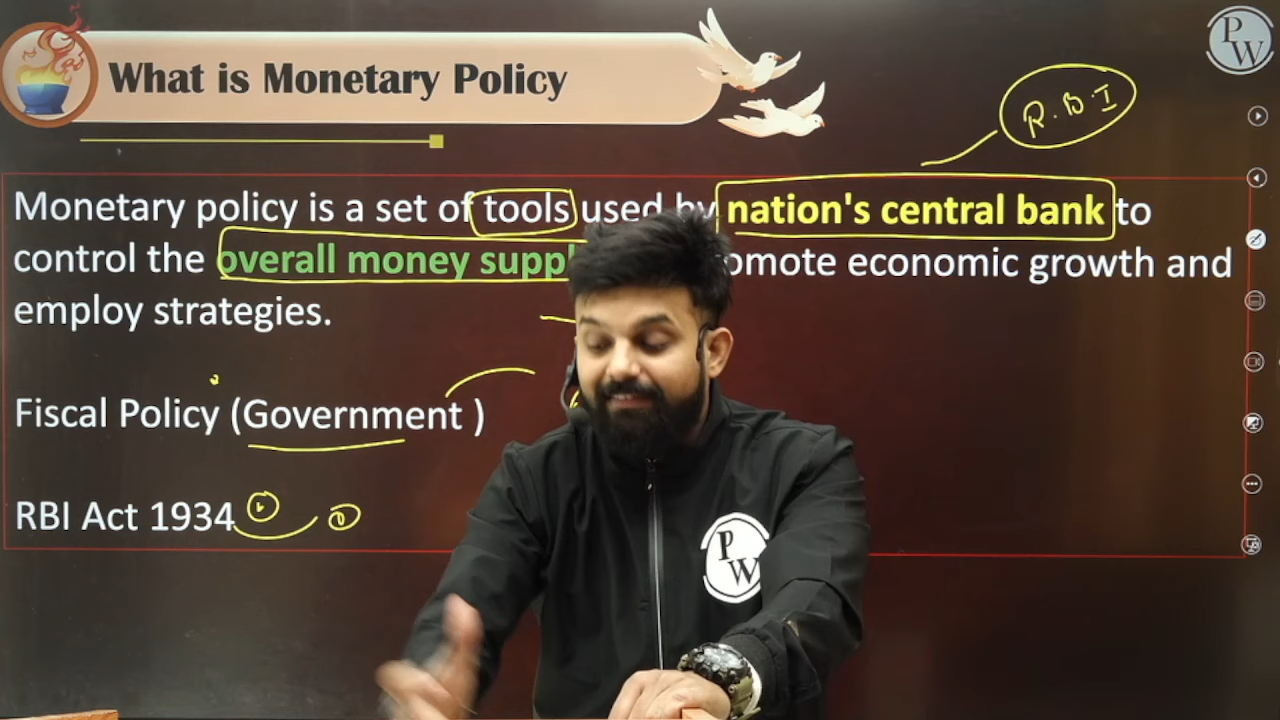 What is Monetary Policy
P
W
R.B.I
Monetary policy is a set of tools used by nation's central bank to
control the overall money suppl omote economic growth and
employ strategies.
Fiscal Policy (Government )
RBI Act 1934
P
W